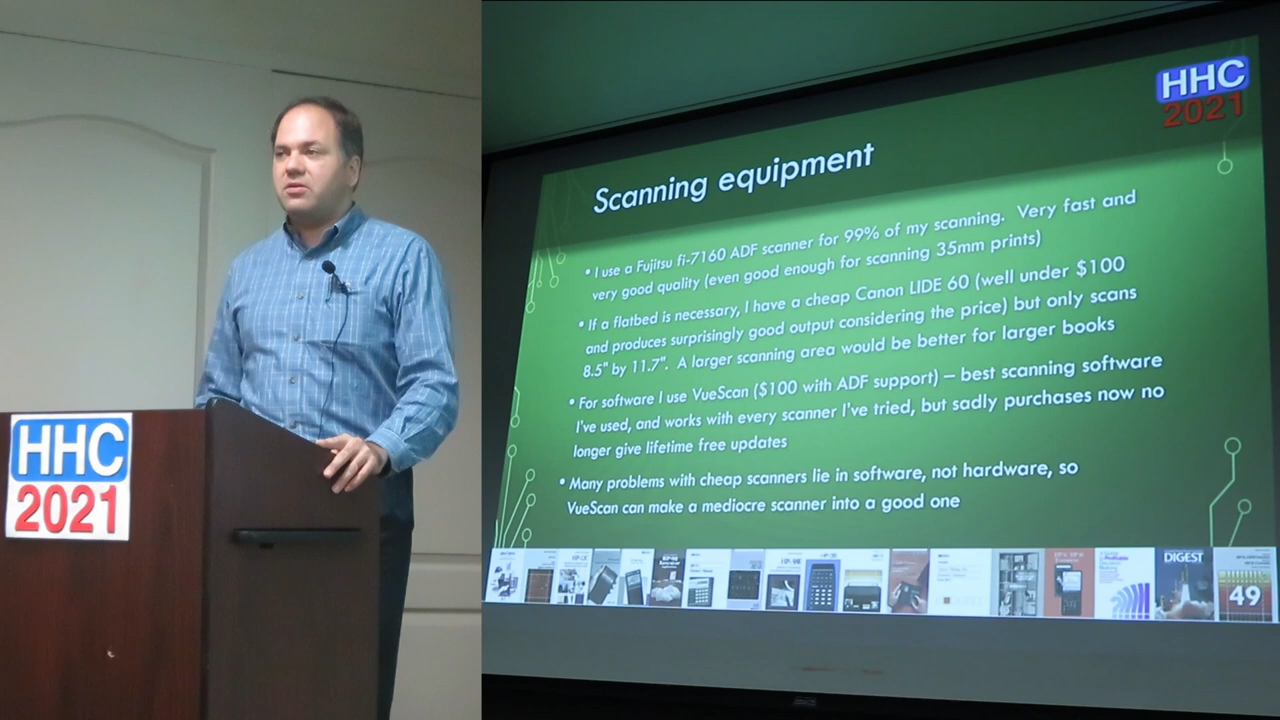 HHC
2021
HHC
2021
Scanning equipment
• I use a Fujitsu fi-7160 ADF scanner for 99% of my scanning. Very fast and
very good quality (even good enough for scanning 35mm prints)
• If a flatbed is necessary, I have a cheap Canon LIDE 60 (well under $100
and produces surprisingly good output considering the price) but only scans
8.5" by 11.7". A larger scanning area would be better for larger books
• For software I use VueScan ($100 with ADF support) – best scanning software
I've used, and works with every scanner I've tried, but sadly purchases now no
longer give lifetime free updates
• Many problems with cheap scanners lie in software, not hardware, so
VueScan can make a mediocre scanner into a good one
DIGEST
49